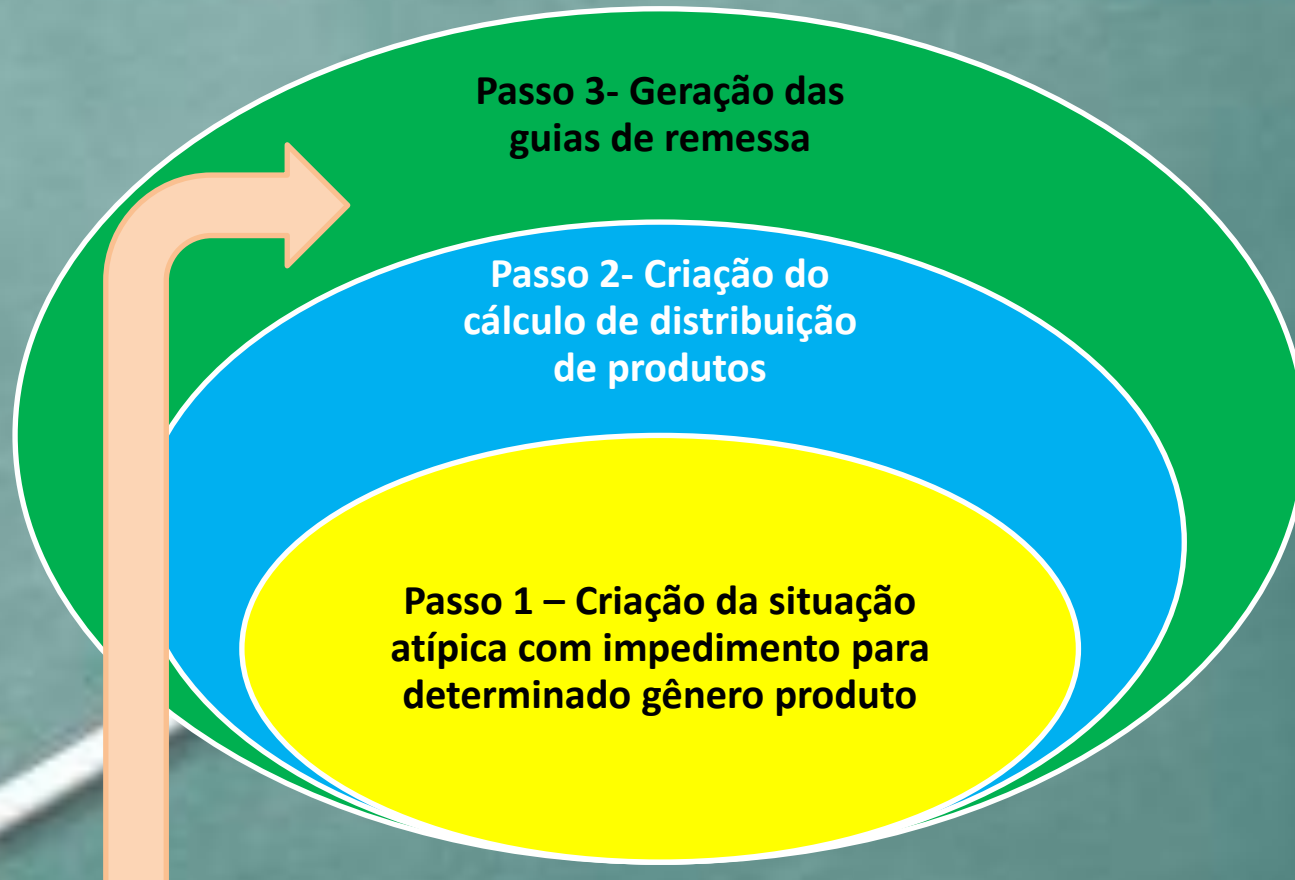 Passo 3- Geração das
guias de remessa
Passo 2- Criação do
cálculo de distribuição
de produtos
Passo 1 – Criação da situação
atípica com impedimento para
determinado gênero produto